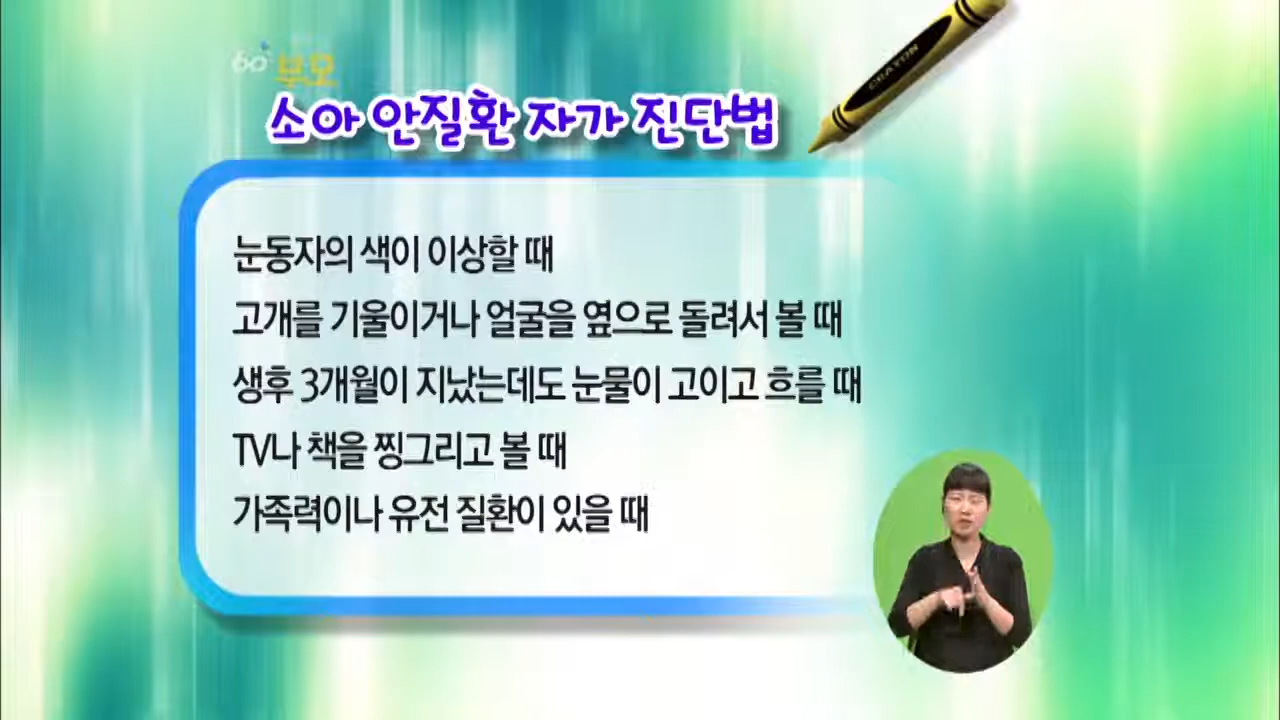 60°
부모
소아 안질환 자가 진단법
CRAYON
눈동자의 색이 이상할 때
고개를 기울이거나 얼굴을 옆으로 돌려서 볼 때
생후 3개월이 지났는데도 눈물이 고이고 흐를 때
TV나 책을 찡그리고 볼 때
가족력이나 유전 질환이 있을 때